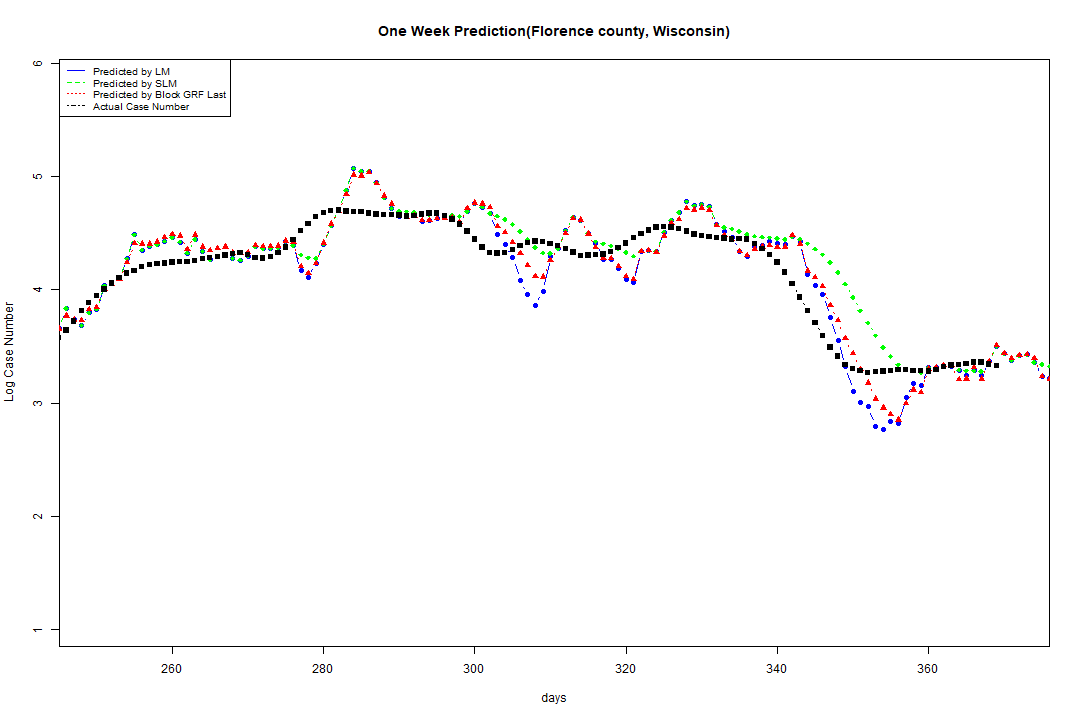 One Week Prediction(Florence county, Wisconsin)
Predicted by LM
Predicted by SLM
Predicted by Block GRF Last
Actual Case Number
6
5
4
3
2
1
Log Case Number
260 280 300 320 340 360
days